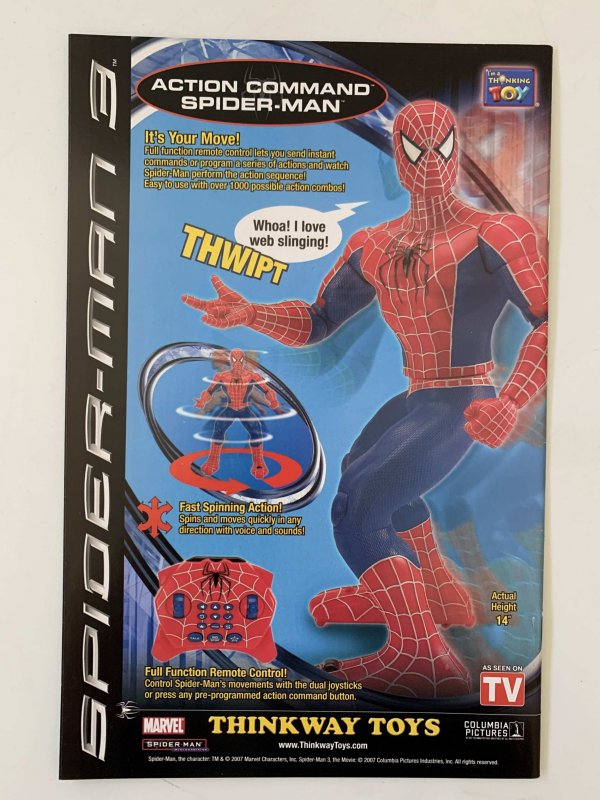 SPIDER-MAN 3™
ACTION COMMAND™
SPIDER-MAN™
I'm a
THINKING
TOY
It's Your Move!
Full function remote control lets you send instant
commands or program a series of actions and watch
Spider-Man perform the action sequence!
Easy to use with over 1000 possible action combos!
Whoa! I love
web slinging!
THWIPT
Fast Spinning Action!
Spins and moves quickly in any
direction with voice and sounds!
Actual
Height
14"
Full Function Remote Control!
Control Spider-Man's movements with the dual joysticks
or press any pre-programmed action command button.
AS SEEN ON
TV
MARVEL
SPIDER-MAN
THINKWAY TOYS
www.ThinkwayToys.com
COLUMBIA
PICTURES
Spider-Man, the character: TM & © 2007 Marvel Characters, Inc. Spider-Man 3, the Movie: © 2007 Columbia Pictures Industries, Inc. All rights reserved.